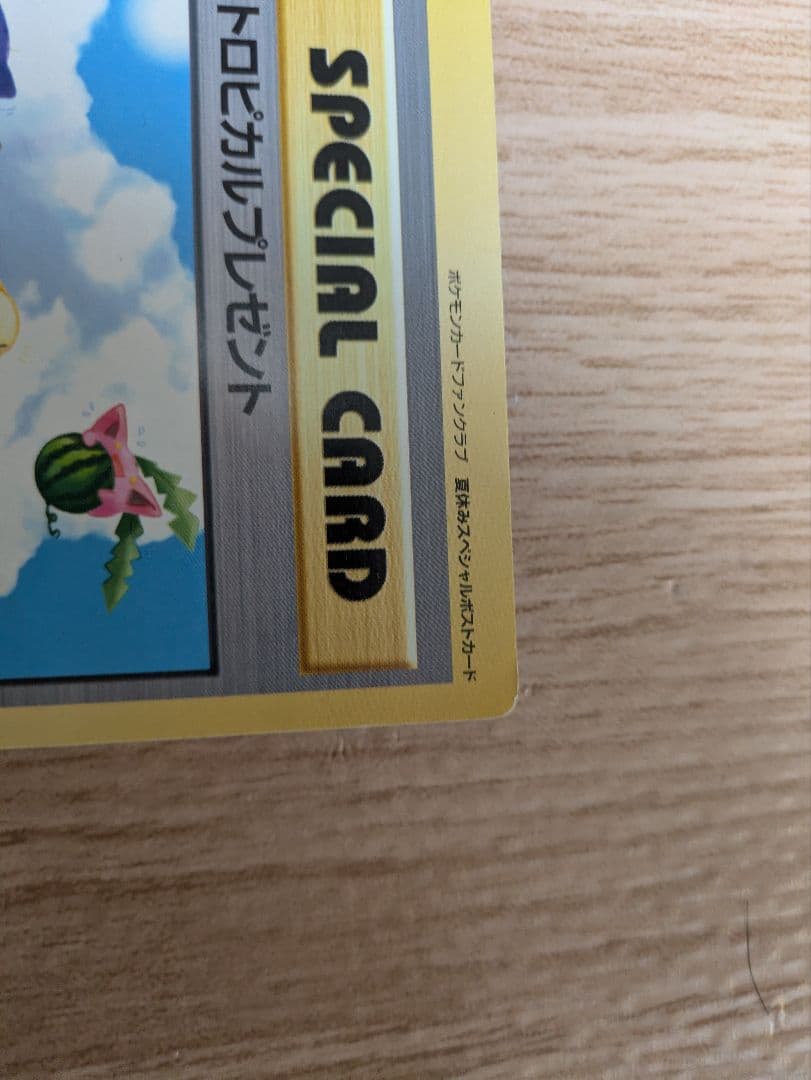 ポケモンカードファンクラブ 夏休みスペシャルポストカード
SPECIAL CARD
トロピカルプレゼント